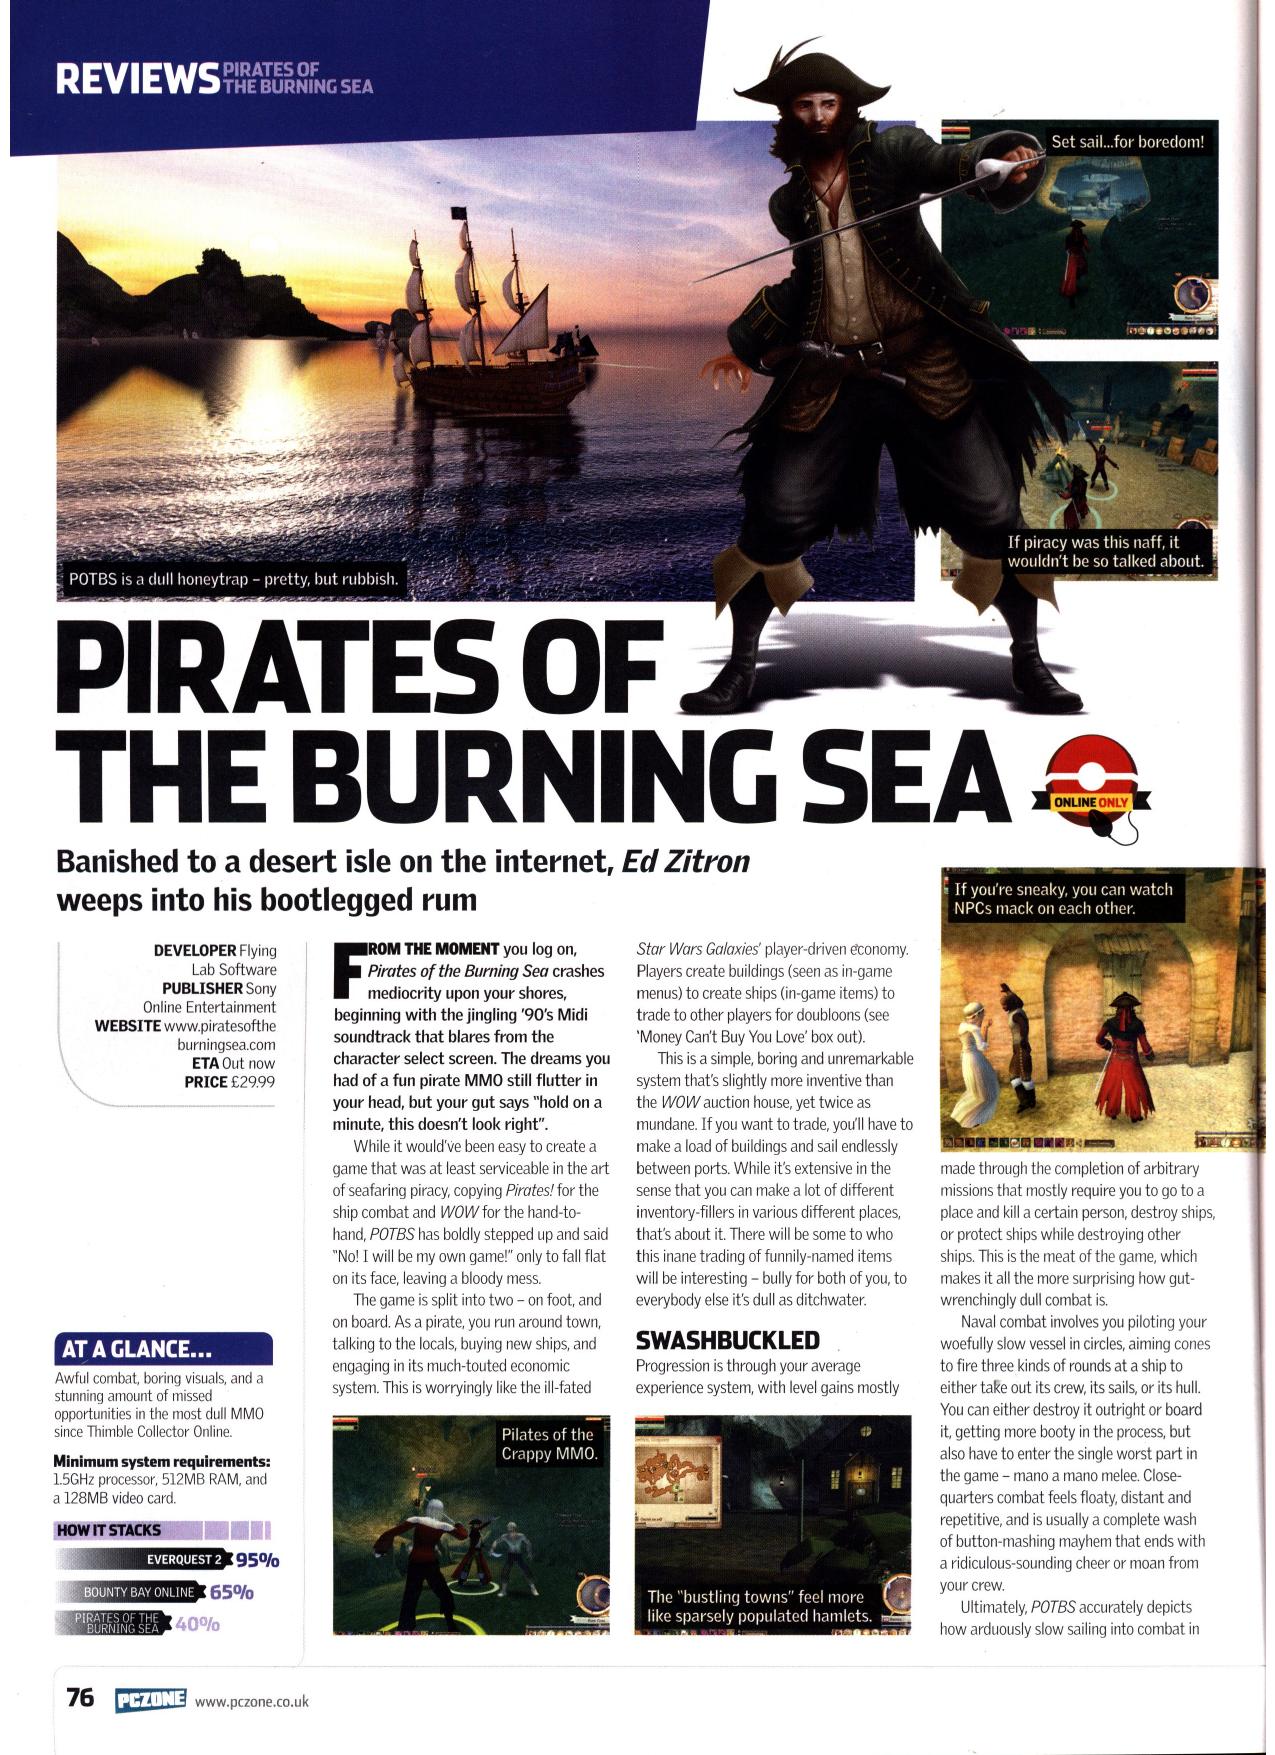 REVIEWS PIRATES OF
THE BURNING SEA
Set sail...for boredom!
If piracy was this naff, it
wouldn't be so talked about.
POTBS is a dull honeytrap – pretty, but rubbish.
PIRATES OF
THE BURNING SEA
ONLINE ONLY
Banished to a desert isle on the internet, Ed Zitron
weeps into his bootlegged rum
DEVELOPER Flying
Lab Software
PUBLISHER Sony
Online Entertainment
WEBSITE www.piratesofthe
burningsea.com
ETA Out now
PRICE £29.99
AT A GLANCE...
Awful combat, boring visuals, and a
stunning amount of missed
opportunities in the most dull MMO
since Thimble Collector Online.
Minimum system requirements:
1.5GHz processor, 512MB RAM, and
a 128MB video card.
HOW IT STACKS
EVERQUEST 2 95%
BOUNTY BAY ONLINE 65%
PIRATES OF THE
BURNING SEA 40%
FROM THE MOMENT you log on,
Pirates of the Burning Sea crashes
mediocrity upon your shores,
beginning with the jingling '90's Midi
soundtrack that blares from the
character select screen. The dreams you
had of a fun pirate MMO still flutter in
your head, but your gut says "hold on a
minute, this doesn't look right".
While it would've been easy to create a
game that was at least serviceable in the art
of seafaring piracy, copying Pirates! for the
ship combat and WOW for the hand-to-
hand, POTBS has boldly stepped up and said
"No! I will be my own game!" only to fall flat
on its face, leaving a bloody mess.
The game is split into two – on foot, and
on board. As a pirate, you run around town,
talking to the locals, buying new ships, and
engaging in its much-touted economic
system. This is worryingly like the ill-fated
Pilates of the
Crappy MMO.
Star Wars Galaxies' player-driven economy.
Players create buildings (seen as in-game
menus) to create ships (in-game items) to
trade to other players for doubloons (see
'Money Can't Buy You Love' box out).
This is a simple, boring and unremarkable
system that's slightly more inventive than
the WOW auction house, yet twice as
mundane. If you want to trade, you'll have to
make a load of buildings and sail endlessly
between ports. While it's extensive in the
sense that you can make a lot of different
inventory-fillers in various different places,
that's about it. There will be some to who
this inane trading of funnily-named items
will be interesting – bully for both of you, to
everybody else it's dull as ditchwater.
SWASHBUCKLED
Progression is through your average
experience system, with level gains mostly
The "bustling towns" feel more
like sparsely populated hamlets.
If you're sneaky, you can watch
NPCs mack on each other.
made through the completion of arbitrary
missions that mostly require you to go to a
place and kill a certain person, destroy ships,
or protect ships while destroying other
ships. This is the meat of the game, which
makes it all the more surprising how gut-
wrenchingly dull combat is.
Naval combat involves you piloting your
woefully slow vessel in circles, aiming cones
to fire three kinds of rounds at a ship to
either take out its crew, its sails, or its hull.
You can either destroy it outright or board
it, getting more booty in the process, but
also have to enter the single worst part in
the game – mano a mano melee. Close-
quarters combat feels floaty, distant and
repetitive, and is usually a complete wash
of button-mashing mayhem that ends with
a ridiculous-sounding cheer or moan from
your crew.
Ultimately, POTBS accurately depicts
how arduously slow sailing into combat in
76 PCZONE www.pczone.co.uk